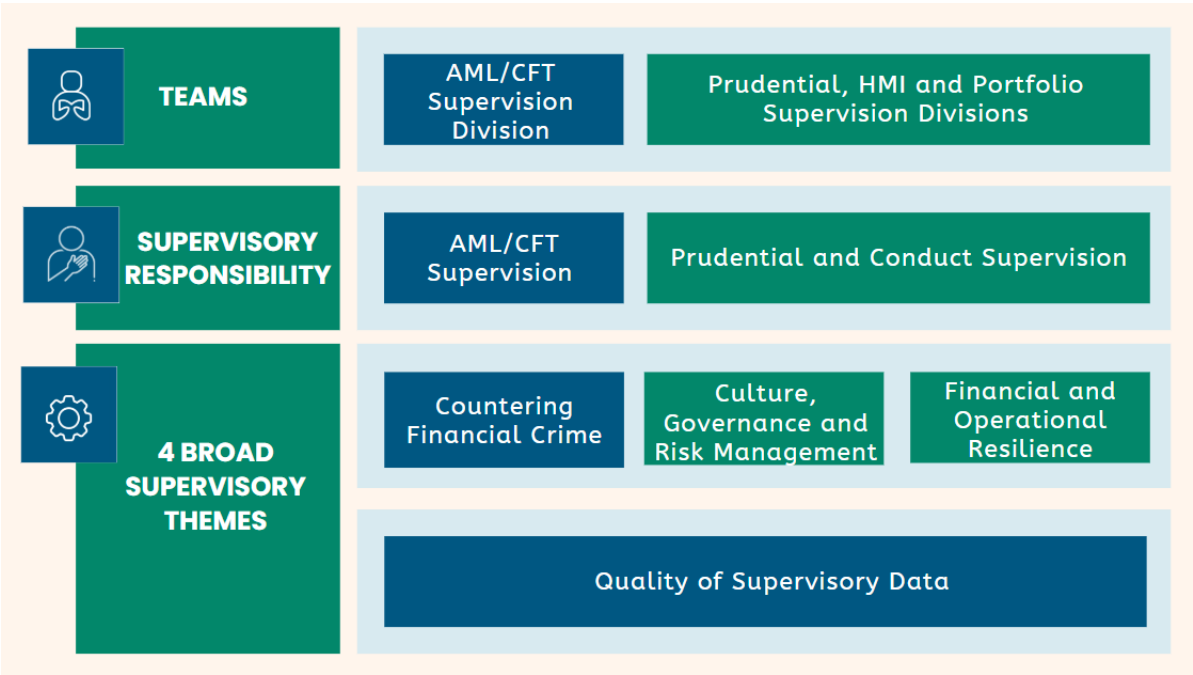 TEAMS
AML/CFT
Supervision
Division
Prudential, HMI and Portfolio
Supervision Divisions
SUPERVISORY
RESPONSIBILITY
AML/CFT
Supervision
Prudential and Conduct Supervision
4 BROAD
SUPERVISORY
THEMES
Countering
Financial Crime
Culture,
Governance and
Risk Management
Financial and
Operational
Resilience
Quality of Supervisory Data